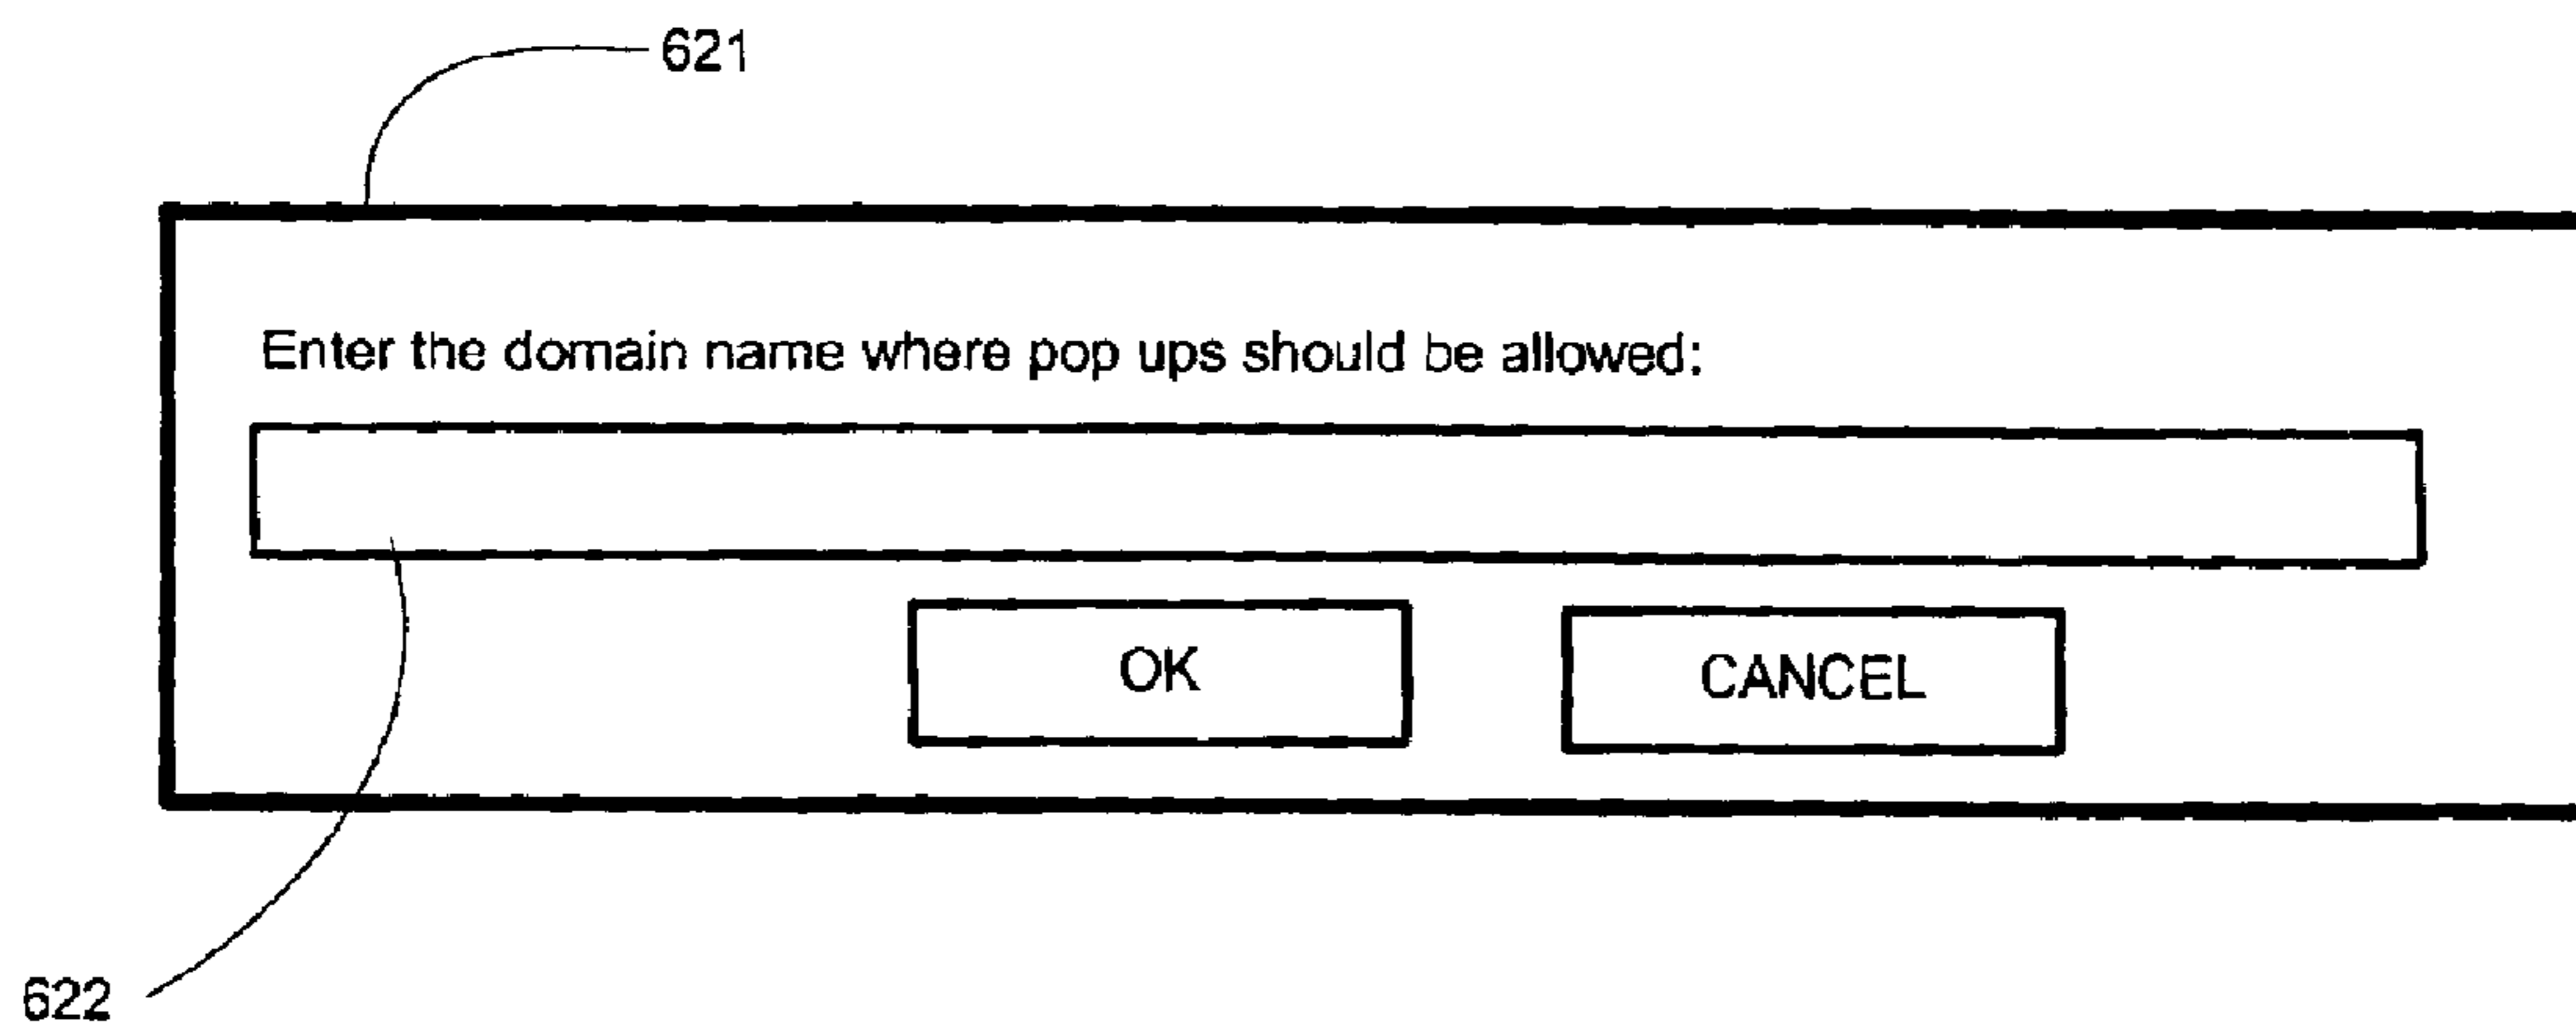 621
Enter the domain name where pop ups should be allowed:
OK CANCEL
622